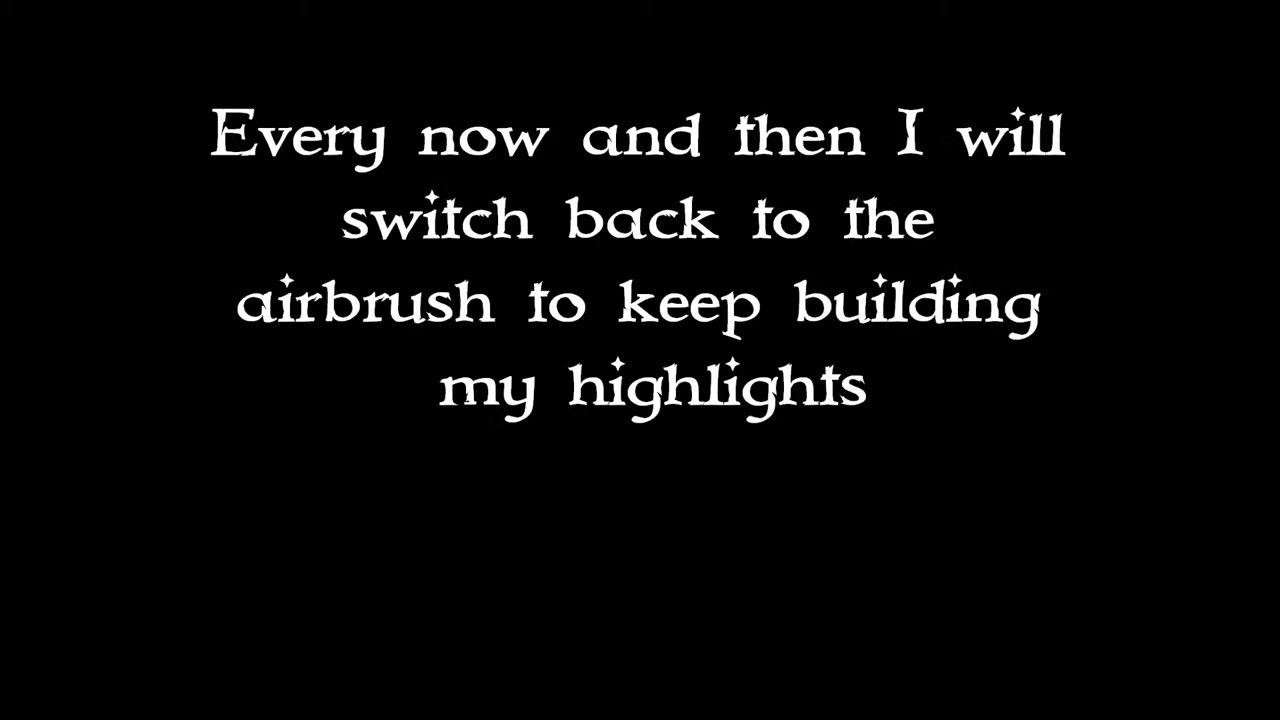 Every now and then I will
switch back to the
airbrush to keep building
my highlights